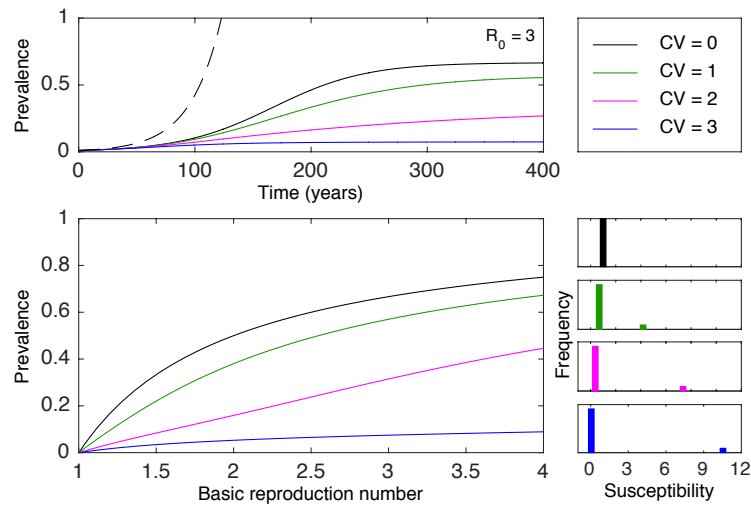 R0 = 3
1
0.5
0
Prevalence
0 100 200 300 400
Time (years)
CV = 0
CV = 1
CV = 2
CV = 3
1
0.8
0.6
0.4
0.2
0
Prevalence
1 1.5 2 2.5 3 3.5 4
Basic reproduction number
Frequency
0 3 6 9 12
Susceptibility